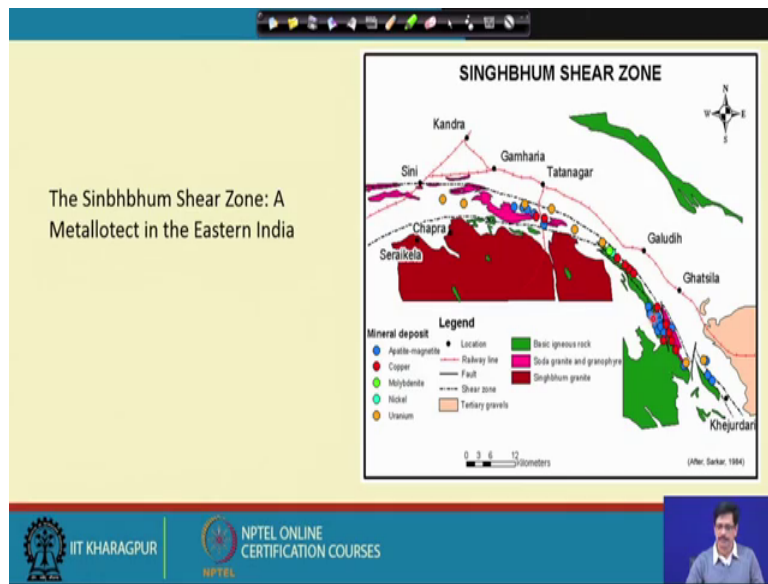 SINGHBHUM SHEAR ZONE
N
W E
S
Kandra
Gamharia
Sini
Tatanagar
The Sinbhbhum Shear Zone: A
Metallotect in the Eastern India
Chapra
Galudih
Seraikela
Ghatsila
Mineral deposit
Apatite-magnetite
Copper
Molybdenite
Nickel
Uranium
Legend
Location
Railway line
Fault
Shear zone
Tertiary gravels
Basic igneous rock
Soda granite and granophyre
Singhbhum granite
Khejurdari
0 3 6 12
Kilometers
(After, Sarkar, 1984)
IIT KHARAGPUR
NPTEL
NPTEL ONLINE
CERTIFICATION COURSES